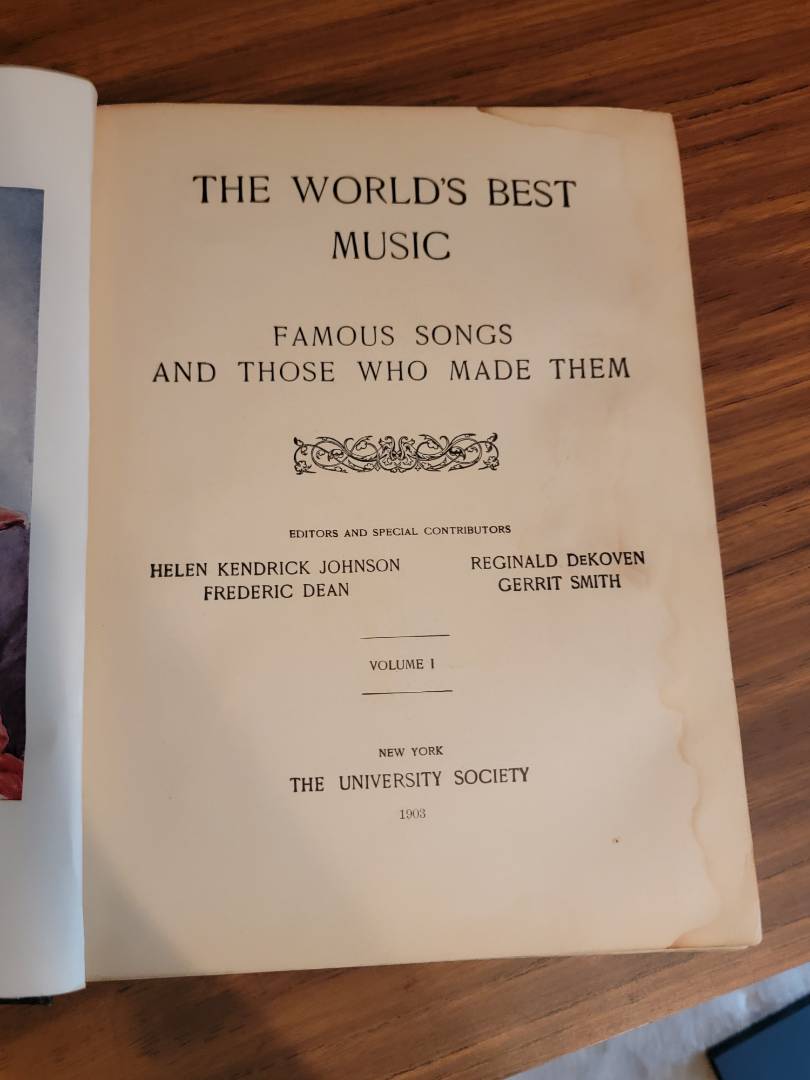 THE WORLD'S BEST
MUSIC
FAMOUS SONGS
AND THOSE WHO MADE THEM
EDITORS AND SPECIAL CONTRIBUTORS
HELEN KENDRICK JOHNSON
FREDERIC DEAN
REGINALD DEKOVEN
GERRIT SMITH
VOLUME I
NEW YORK
THE UNIVERSITY SOCIETY
1903